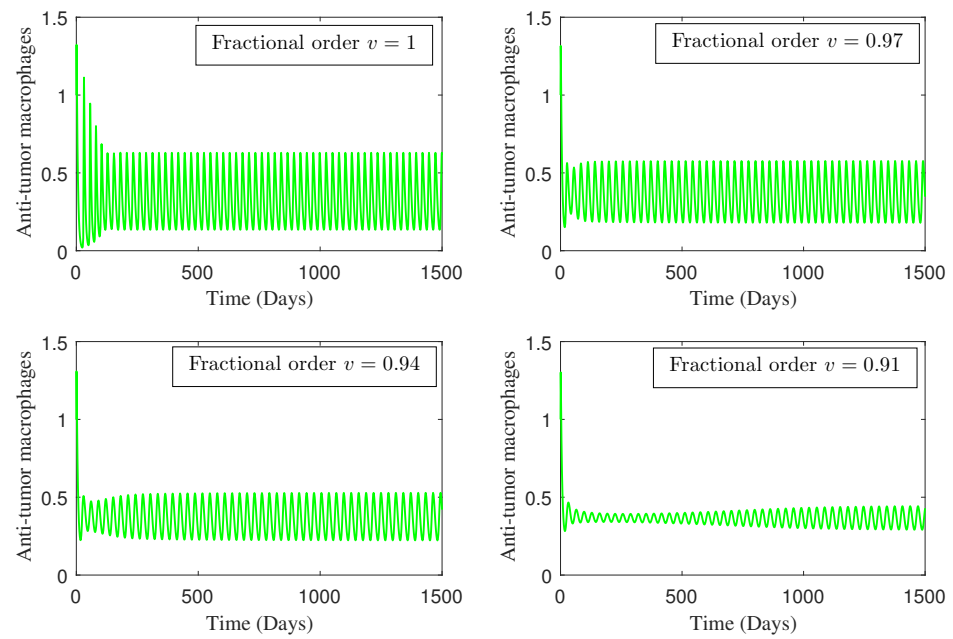 1.5
Fractional order v = 1
1
0.5
0
Anti-tumor macrophages
0
500
1000
1500
Time (Days)
1.5
Fractional order v = 0.97
1
0.5
0
Anti-tumor macrophages
0
500
1000
1500
Time (Days)
1.5
Fractional order v = 0.94
1
0.5
0
Anti-tumor macrophages
0
500
1000
1500
Time (Days)
1.5
Fractional order v = 0.91
1
0.5
0
Anti-tumor macrophages
0
500
1000
1500
Time (Days)